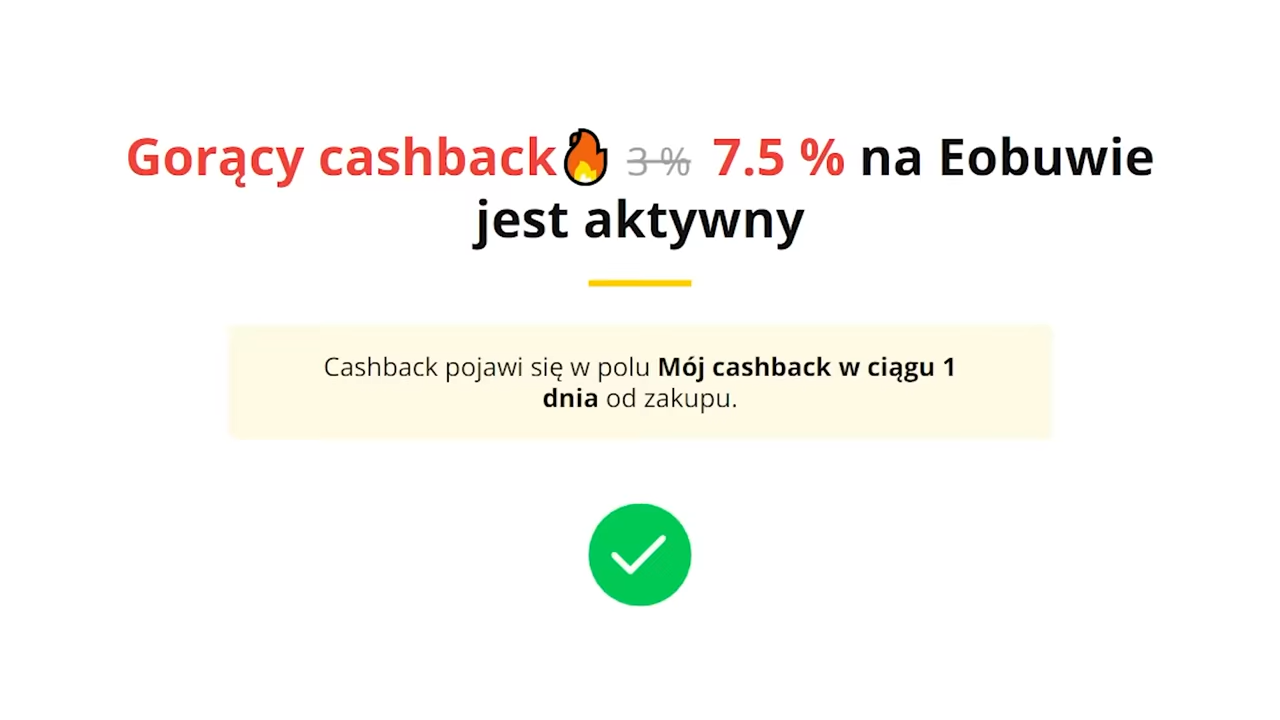 Gorący cashback🔥 3 % 7.5 % na Eobuwie
jest aktywny
Cashback pojawi się w polu Mój cashback w ciągu 1
dnia od zakupu.